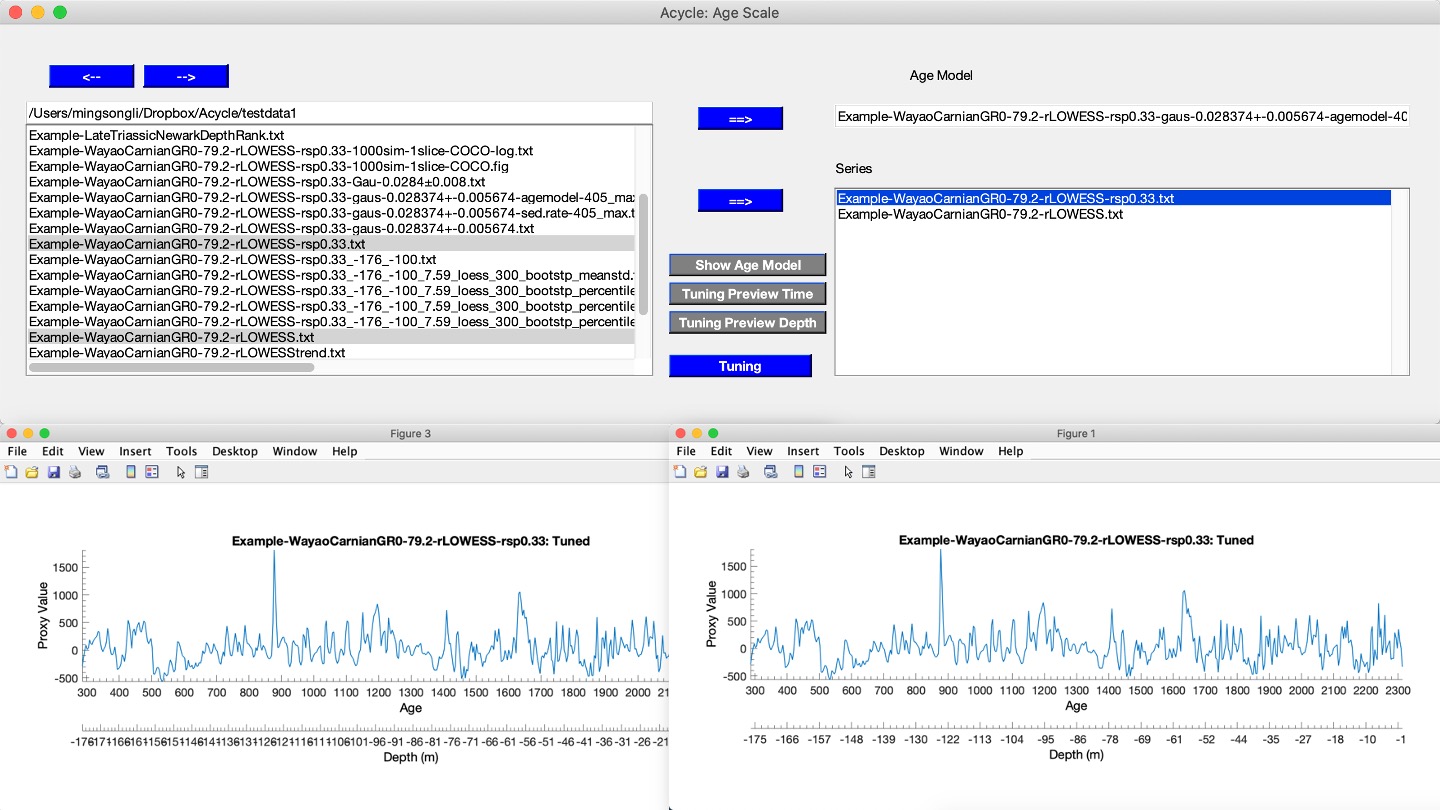 Acycle: Age Scale
<--
-->
/Users/mingsongli/Dropbox/Acycle/testdata1
Example-LateTriassicNewarkDepthRank.txt
Example-WayaoCarnianGR0-79.2-rLOWESS-rsp0.33-1000sim-1slice-COCO-log.txt
Example-WayaoCarnianGR0-79.2-rLOWESS-rsp0.33-1000sim-1slice-COCO.fig
Example-WayaoCarnianGR0-79.2-rLOWESS-rsp0.33-Gau-0.0284±0.008.txt
Example-WayaoCarnianGR0-79.2-rLOWESS-rsp0.33-gaus-0.028374+-0.005674-agemodel-405_max
Example-WayaoCarnianGR0-79.2-rLOWESS-rsp0.33-gaus-0.028374+-0.005674-sed.rate-405_max.t
Example-WayaoCarnianGR0-79.2-rLOWESS-rsp0.33-gaus-0.028374+-0.005674.txt
Example-WayaoCarnianGR0-79.2-rLOWESS-rsp0.33.txt
Example-WayaoCarnianGR0-79.2-rLOWESS-rsp0.33_-176_-100.txt
Example-WayaoCarnianGR0-79.2-rLOWESS-rsp0.33_-176_-100_7.59_loess_300_bootstp_meanstd.
Example-WayaoCarnianGR0-79.2-rLOWESS-rsp0.33_-176_-100_7.59_loess_300_bootstp_percentile
Example-WayaoCarnianGR0-79.2-rLOWESS-rsp0.33_-176_-100_7.59_loess_300_bootstp_percentile
Example-WayaoCarnianGR0-79.2-rLOWESS-rsp0.33_-176_-100_7.59_loess_300_bootstp_percentile
Example-WayaoCarnianGR0-79.2-rLOWESS.txt
Example-WayaoCarnianGR0-79.2-rLOWESStrend.txt
Age Model
==>
Example-WayaoCarnianGR0-79.2-rLOWESS-rsp0.33-gaus-0.028374+-0.005674-agemodel-40
Series
==>
Example-WayaoCarnianGR0-79.2-rLOWESS-rsp0.33.txt
Example-WayaoCarnianGR0-79.2-rLOWESS.txt
Show Age Model
Tuning Preview Time
Tuning Preview Depth
Tuning
Figure 3
File Edit View Insert Tools Desktop Window Help
Example-WayaoCarnianGR0-79.2-rLOWESS-rsp0.33: Tuned
Proxy Value
1500
1000
500
0
-500
300 400 500 600 700 800 900 1000 1100 1200 1300 1400 1500 1600 1700 1800 1900 2000 21
Age
-176-171-166-161-156-151-146-141-136-131-126-121-116-111-106-101-96 -91 -86 -81 -76 -71 -66 -61 -56 -51 -46 -41 -36 -31 -26 -21
Depth (m)
Figure 1
File Edit View Insert Tools Desktop Window Help
Example-WayaoCarnianGR0-79.2-rLOWESS-rsp0.33: Tuned
Proxy Value
1500
1000
500
0
-500
300 400 500 600 700 800 900 1000 1100 1200 1300 1400 1500 1600 1700 1800 1900 2000 2100 2200 2300
Age
-175 -166 -157 -148 -139 -130 -122 -113 -104 -95 -86 -78 -69 -61 -52 -44 -35 -27 -18 -10 -1
Depth (m)